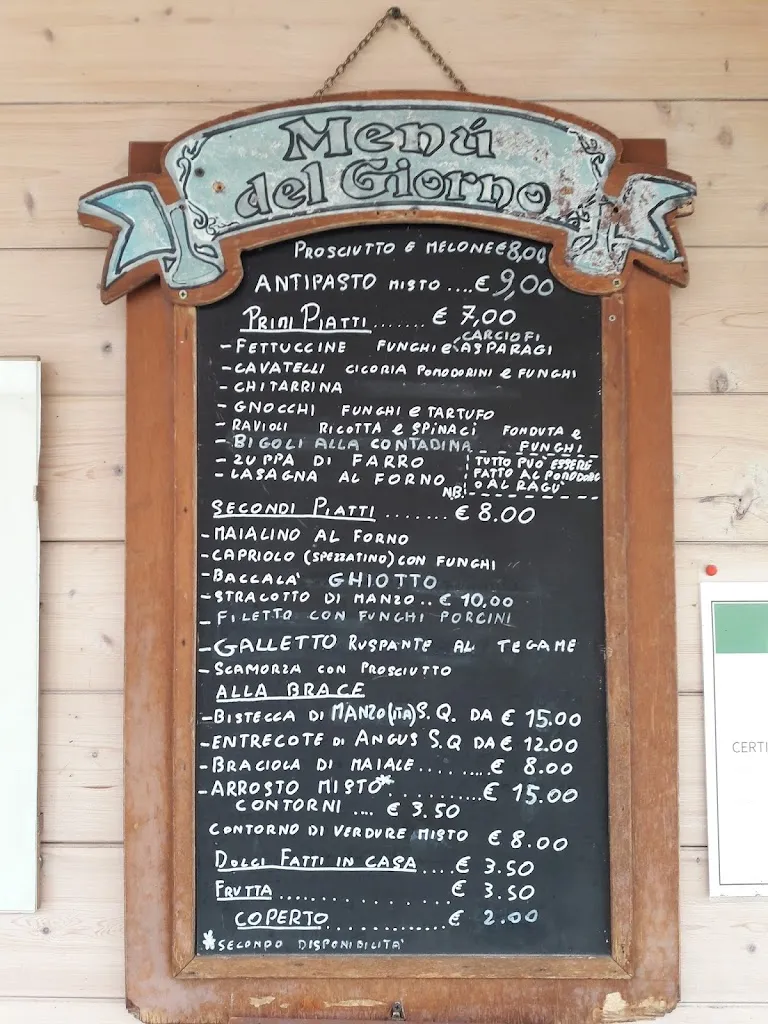 Menú
del Giorno
PROSCIUTTO E MELONE € 8,00
ANTIPASTO MISTO .... € 9,00
PRIMI PIATTI ....... € 7,00
CARCIOFI
- FETTUCCINE FUNGHI e ASPARAGI
- CAVATELLI CICORIA POMODORINI e FUNGHI
- CHITARRINA
- GNOCCHI FUNGHI e TARTUFO
- RAVIOLI RICOTTA e SPINACI FONDUTA e
FUNGHI
- BIGOLI ALLA CONTADINA
- ZUPPA DI FARRO
- LASAGNA AL FORNO
N.B. TUTTO PUO' ESSERE
FATTO AL POMODORO
O AL RAGU'
SECONDI PIATTI ....... € 8.00
- MAIALINO AL FORNO
- CAPRIOLO (SPEZZATINO) CON FUNGHI
- BACCALA' GHIOTTO
- STRACOTTO DI MANZO .. € 10,00
- FILETTO CON FUNGHI PORCINI
- GALLETTO RUSPANTE AL TEGAME
- SCAMORZA CON PROSCIUTTO
ALLA BRACE
- BISTECCA DI MANZO (ITA) S.Q. DA € 15.00
- ENTRECOTE DI ANGUS S.Q DA € 12.00
- BRACIOLA DI MAIALE ........ € 8.00
- ARROSTO MISTO* ......... € 15.00
CONTORNI .... € 3.50
CONTORNO DI VERDURE MISTO € 8.00
DOLCI FATTI IN CASA .... € 3.50
FRUTTA .............. € 3.50
COPERTO ............. € 2.00
*SECONDO DISPONIBILITA'
CERTI